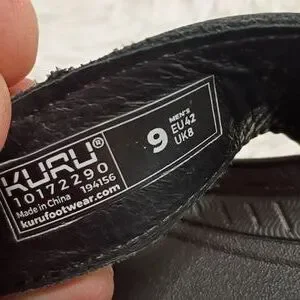 KURU®
10172290
Made in China 194156
kurufootwear.com
9 MEN'S
EU42
UK8